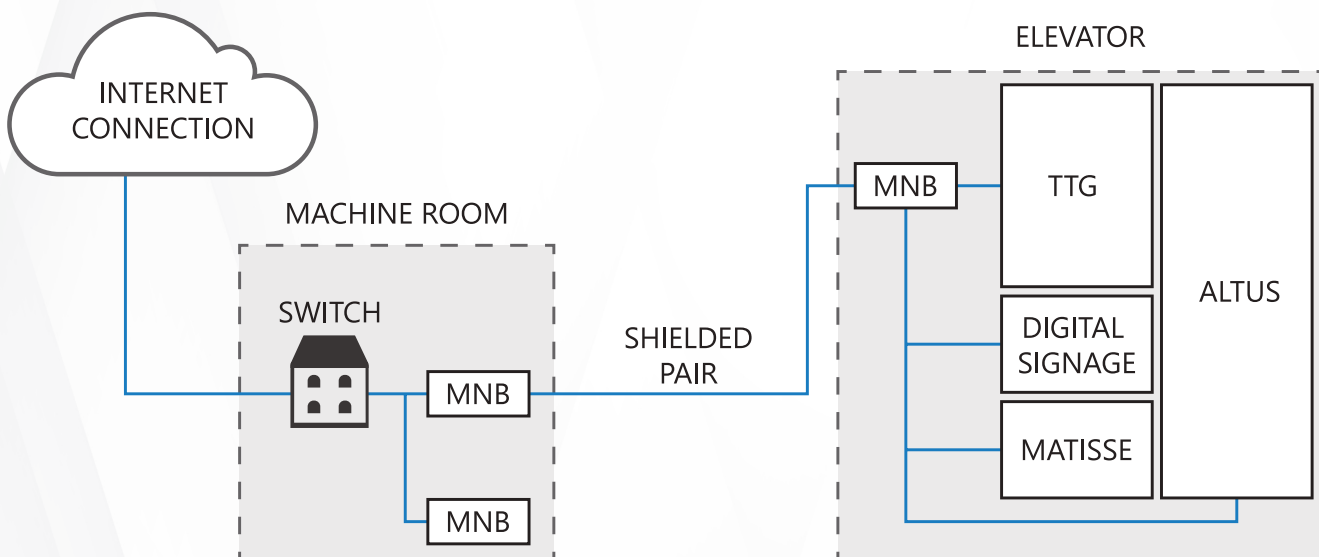 INTERNET
CONNECTION
MACHINE ROOM
SWITCH
MNB
MNB
SHIELDED
PAIR
ELEVATOR
MNB
TTG
DIGITAL
SIGNAGE
MATISSE
ALTUS